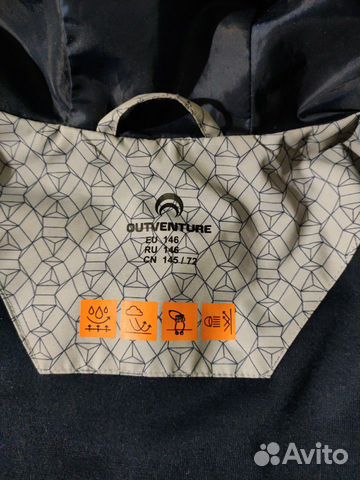 OUTVENTURE
EU 146
RU 146
CN 145 / 72
Avito